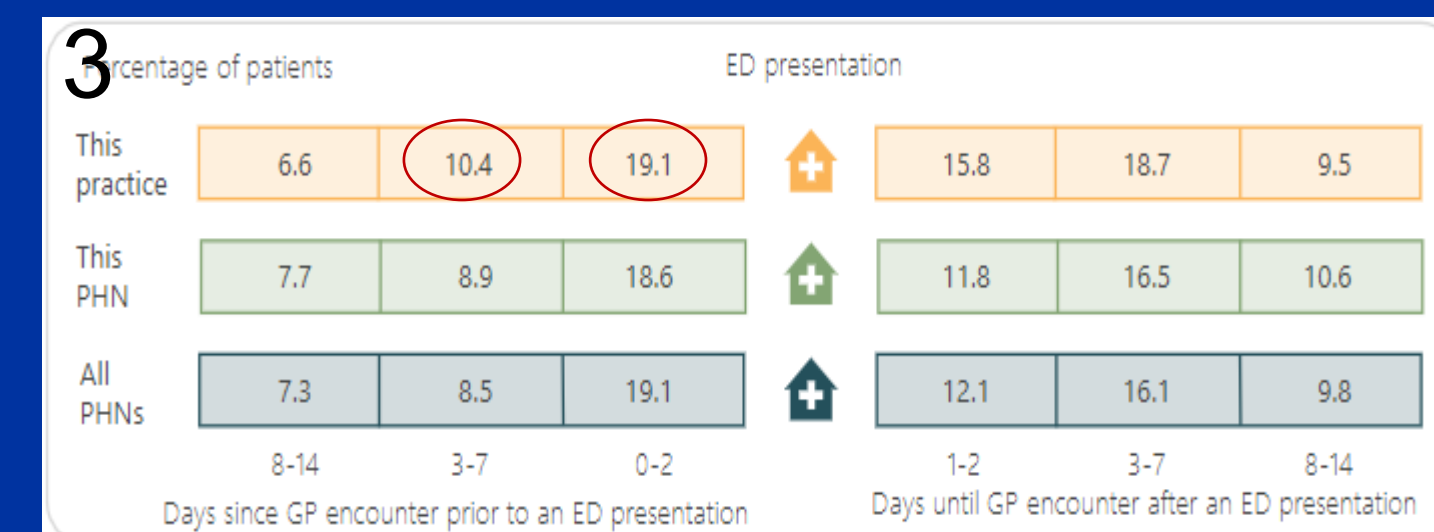 3
Percentage of patients ED presentation
This practice 6.6 10.4 19.1 15.8 18.7 9.5
This PHN 7.7 8.9 18.6 11.8 16.5 10.6
All PHNs 7.3 8.5 19.1 12.1 16.1 9.8
8-14 3-7 0-2 1-2 3-7 8-14
Days since GP encounter prior to an ED presentation Days until GP encounter after an ED presentation